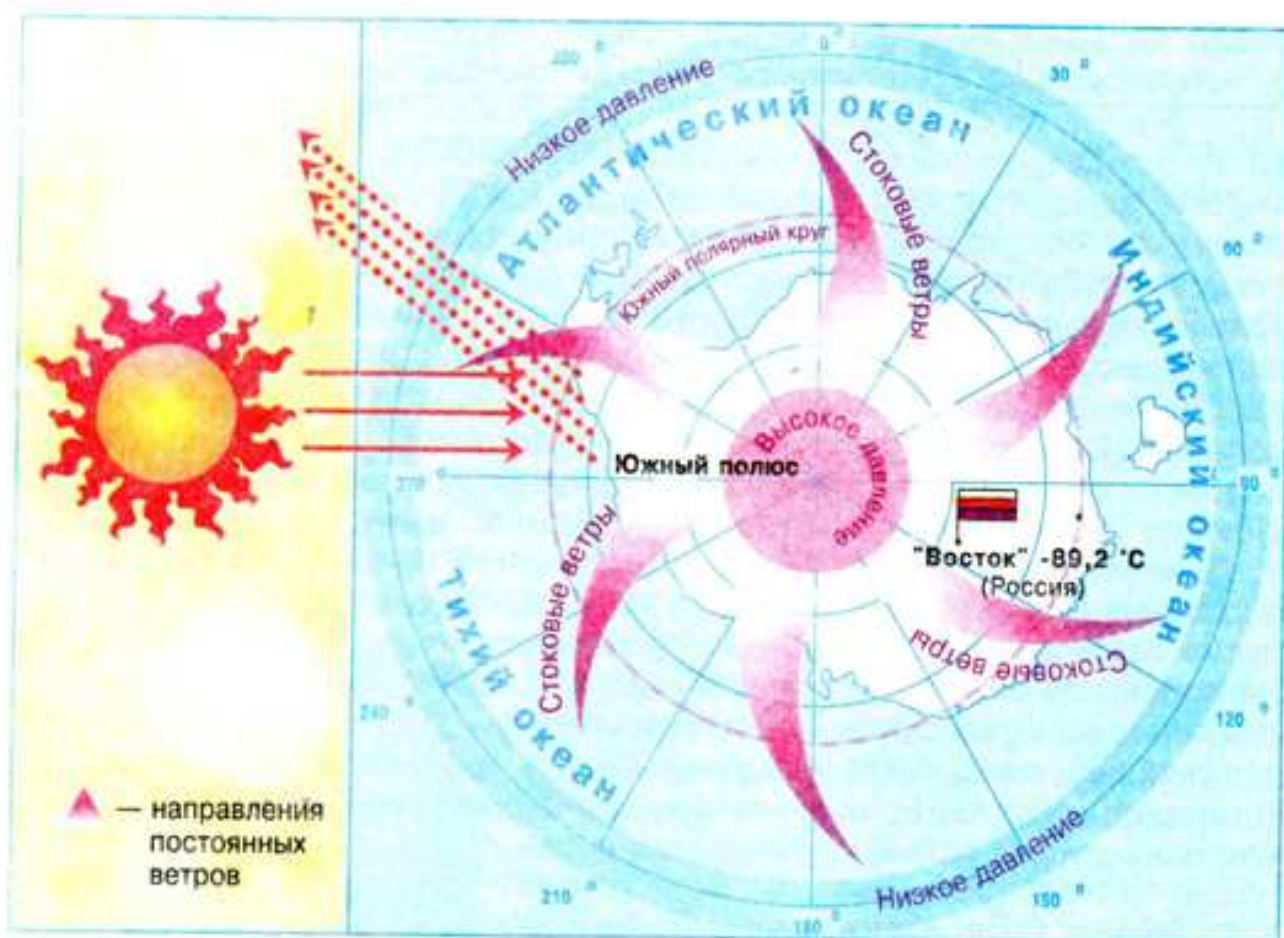 0°
30°
Низкое давление
Атлантический океан
Стоковые ветры
Южный полярный круг
Индийский океан
Высокое давление
Южный полюс
270°
90°
"Восток" -89,2 °C
(Россия)
Стоковые ветры
Стоковые ветры
Тихий океан
240°
120°
— направления
постоянных
ветров
Низкое давление
210°
180°
150°